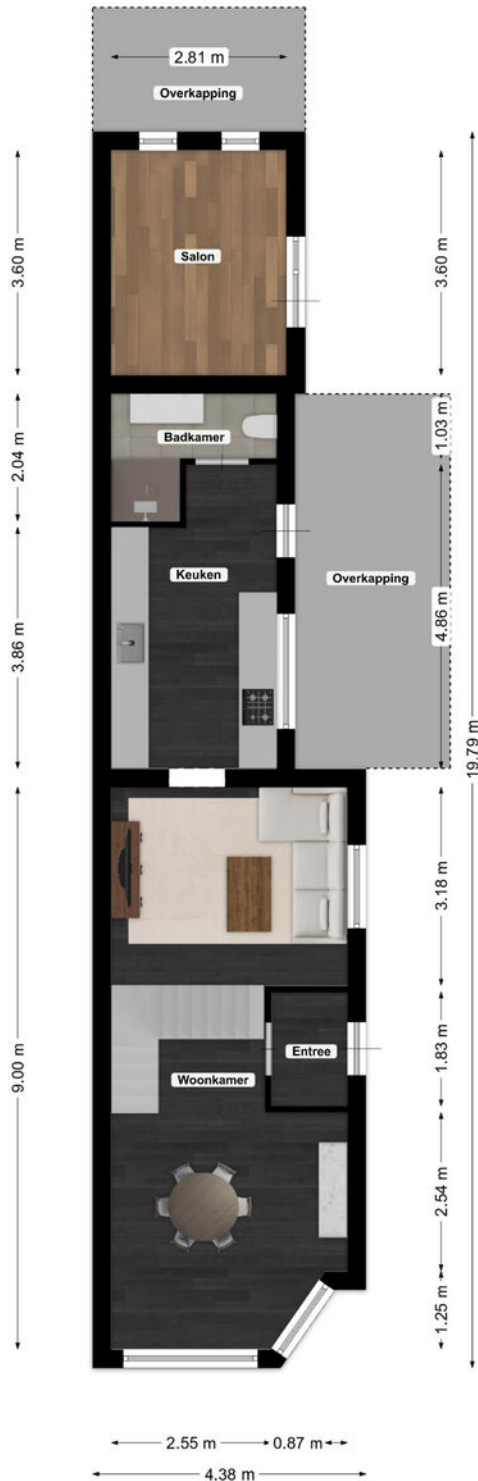 2.81 m
Overkapping
3.60 m
Salon
3.60 m
2.04 m
Badkamer
1.03 m
Keuken
Overkapping
3.86 m
4.86 m
19.79 m
3.18 m
9.00 m
Entree
1.83 m
Woonkamer
2.54 m
1.25 m
2.55 m
0.87 m
4.38 m